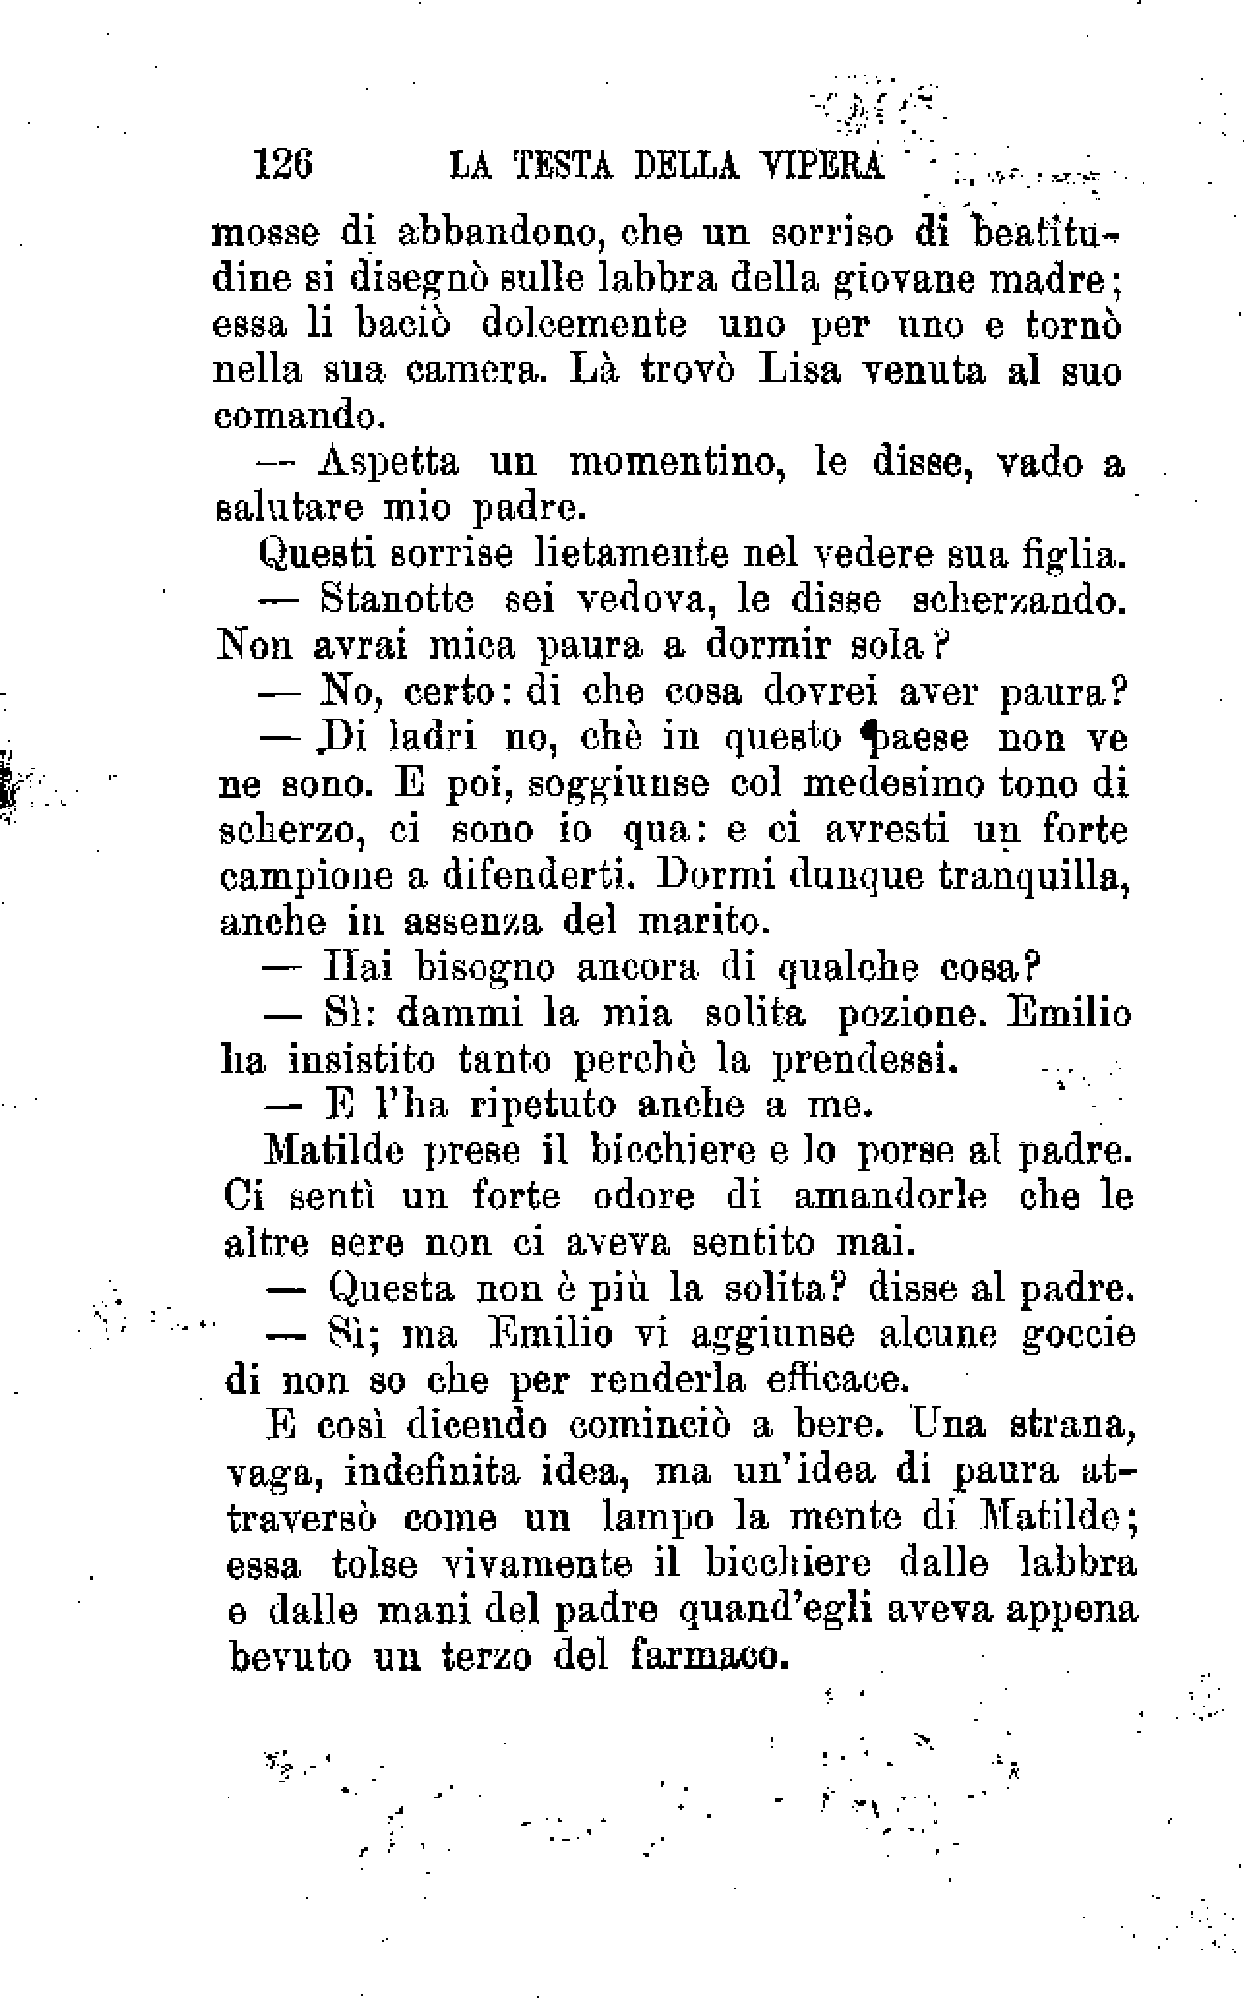 126 LA TESTA DELLA VIPERA
mosse di abbandono, che un sorriso di beatitu-
dine si disegnò sulle labbra della giovane madre;
essa li baciò dolcemente uno per uno e tornò
nella sua camera. Là trovò Lisa venuta al suo
comando.
— Aspetta un momentino, le disse, vado a
salutare mio padre.
Questi sorrise lietamente nel vedere sua figlia.
— Stanotte sei vedova, le disse scherzando.
Non avrai mica paura a dormir sola?
— No, certo: di che cosa dovrei aver paura?
— Di ladri no, chè in questo paese non ve
ne sono. E poi, soggiunse col medesimo tono di
scherzo, ci sono io qua: e ci avresti un forte
campione a difenderti. Dormi dunque tranquilla,
anche in assenza del marito.
— Hai bisogno ancora di qualche cosa?
— Sì: dammi la mia solita pozione. Emilio
ha insistito tanto perchè la prendessi.
— E l'ha ripetuto anche a me.
Matilde prese il bicchiere e lo porse al padre.
Ci sentì un forte odore di amandorle che le
altre sere non ci aveva sentito mai.
— Questa non è più la solita? disse al padre.
— Sì; ma Emilio vi aggiunse alcune goccie
di non so che per renderla efficace.
E così dicendo cominciò a bere. Una strana,
vaga, indefinita idea, ma un'idea di paura at-
traversò come un lampo la mente di Matilde;
essa tolse vivamente il bicchiere dalle labbra
e dalle mani del padre quand'egli aveva appena
bevuto un terzo del farmaco.